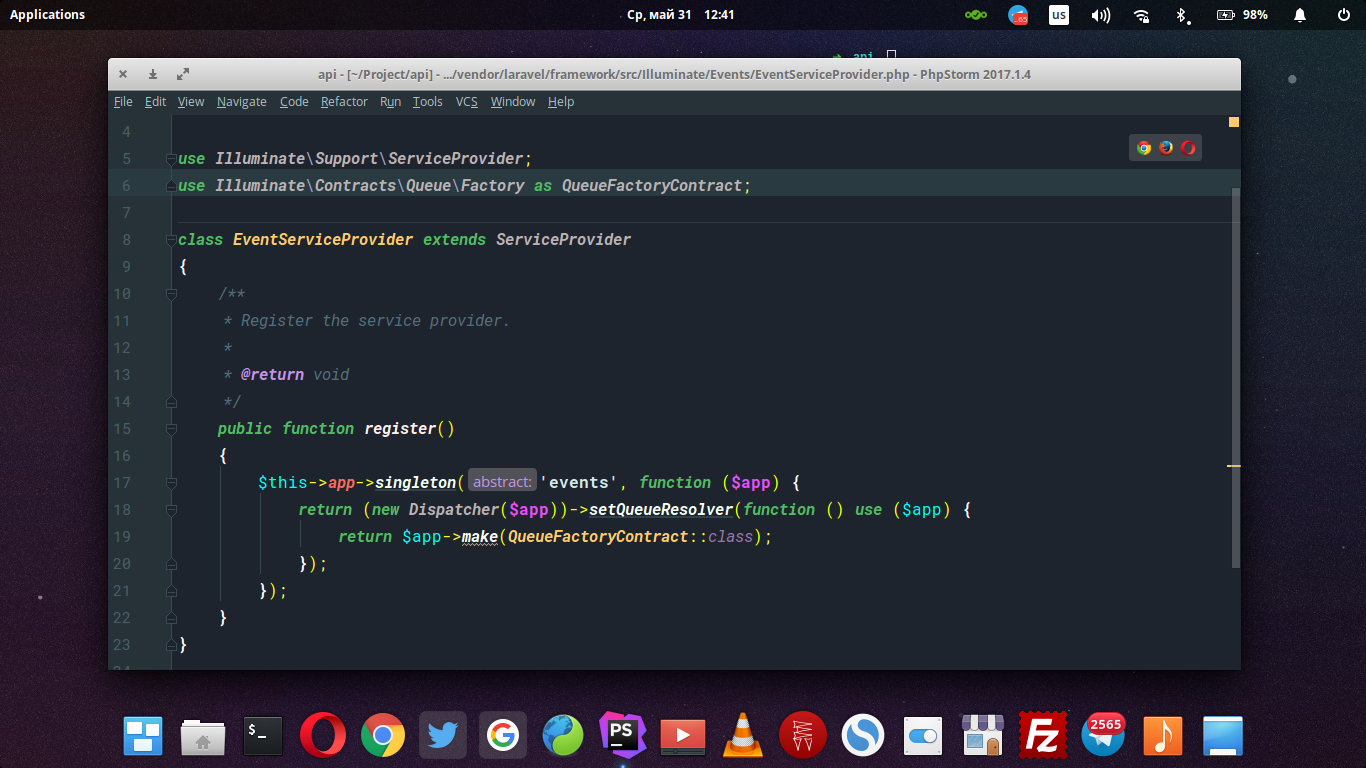 Applications
Ср, май 31 12:41
.65
us
98%
api
api - [~/Project/api] - .../vendor/laravel/framework/src/Illuminate/Events/EventServiceProvider.php - PhpStorm 2017.1.4
File Edit View Navigate Code Refactor Run Tools VCS Window Help
4
5 use Illuminate\Support\ServiceProvider;
6 use Illuminate\Contracts\Queue\Factory as QueueFactoryContract;
7
8 class EventServiceProvider extends ServiceProvider
9 {
10 /**
11 * Register the service provider.
12 *
13 * @return void
14 */
15 public function register()
16 {
17 $this->app->singleton( abstract: 'events', function ($app) {
18 return (new Dispatcher($app))->setQueueResolver(function () use ($app) {
19 return $app->make(QueueFactoryContract::class);
20 });
21 });
22 }
23 }
$_
G
PS
S
Fz
2565